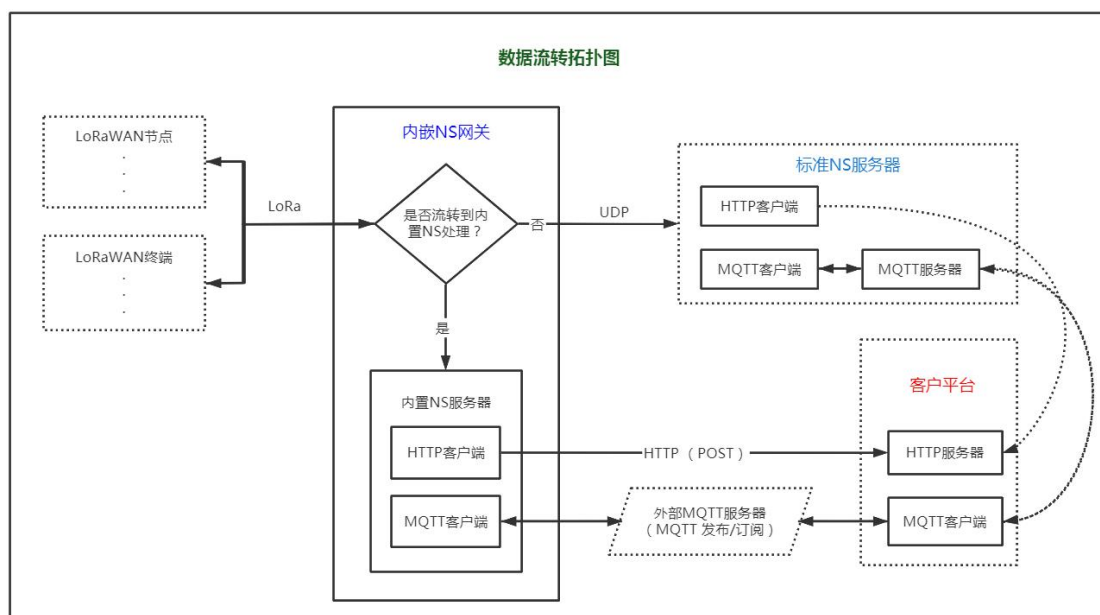 数据流转拓扑图
LoRaWAN节点
.
.
.
LoRaWAN终端
.
.
.
LoRa
内嵌NS网关
是否流转到内
置NS处理？
否
UDP
是
内置NS服务器
HTTP客户端
MQTT客户端
标准NS服务器
HTTP客户端
MQTT客户端
MQTT服务器
HTTP（POST）
外部MQTT服务器
（MQTT 发布/订阅）
客户平台
HTTP服务器
MQTT客户端